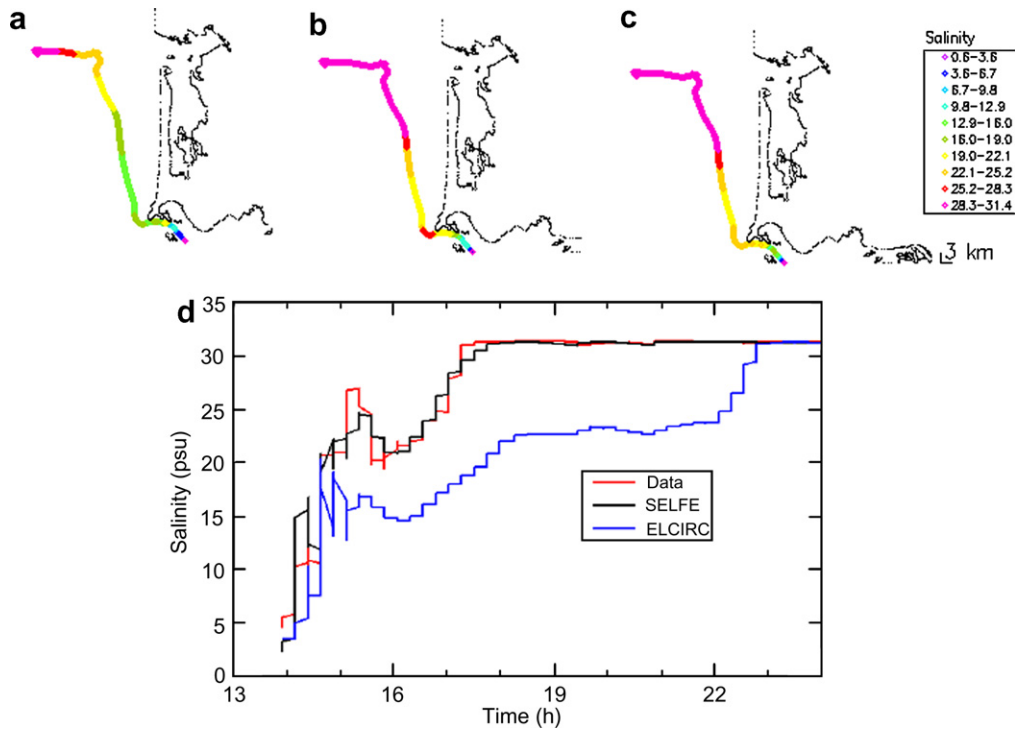 a
b
c
Salinity
0.6–3.6
3.6–6.7
6.7–9.8
9.8–12.9
12.9–16.0
16.0–19.0
19.0–22.1
22.1–25.2
25.2–28.3
28.3–31.4
3 km
d
35
30
25
20
15
10
5
0
Salinity (psu)
Data
SELFE
ELCIRC
13
16
19
22
Time (h)